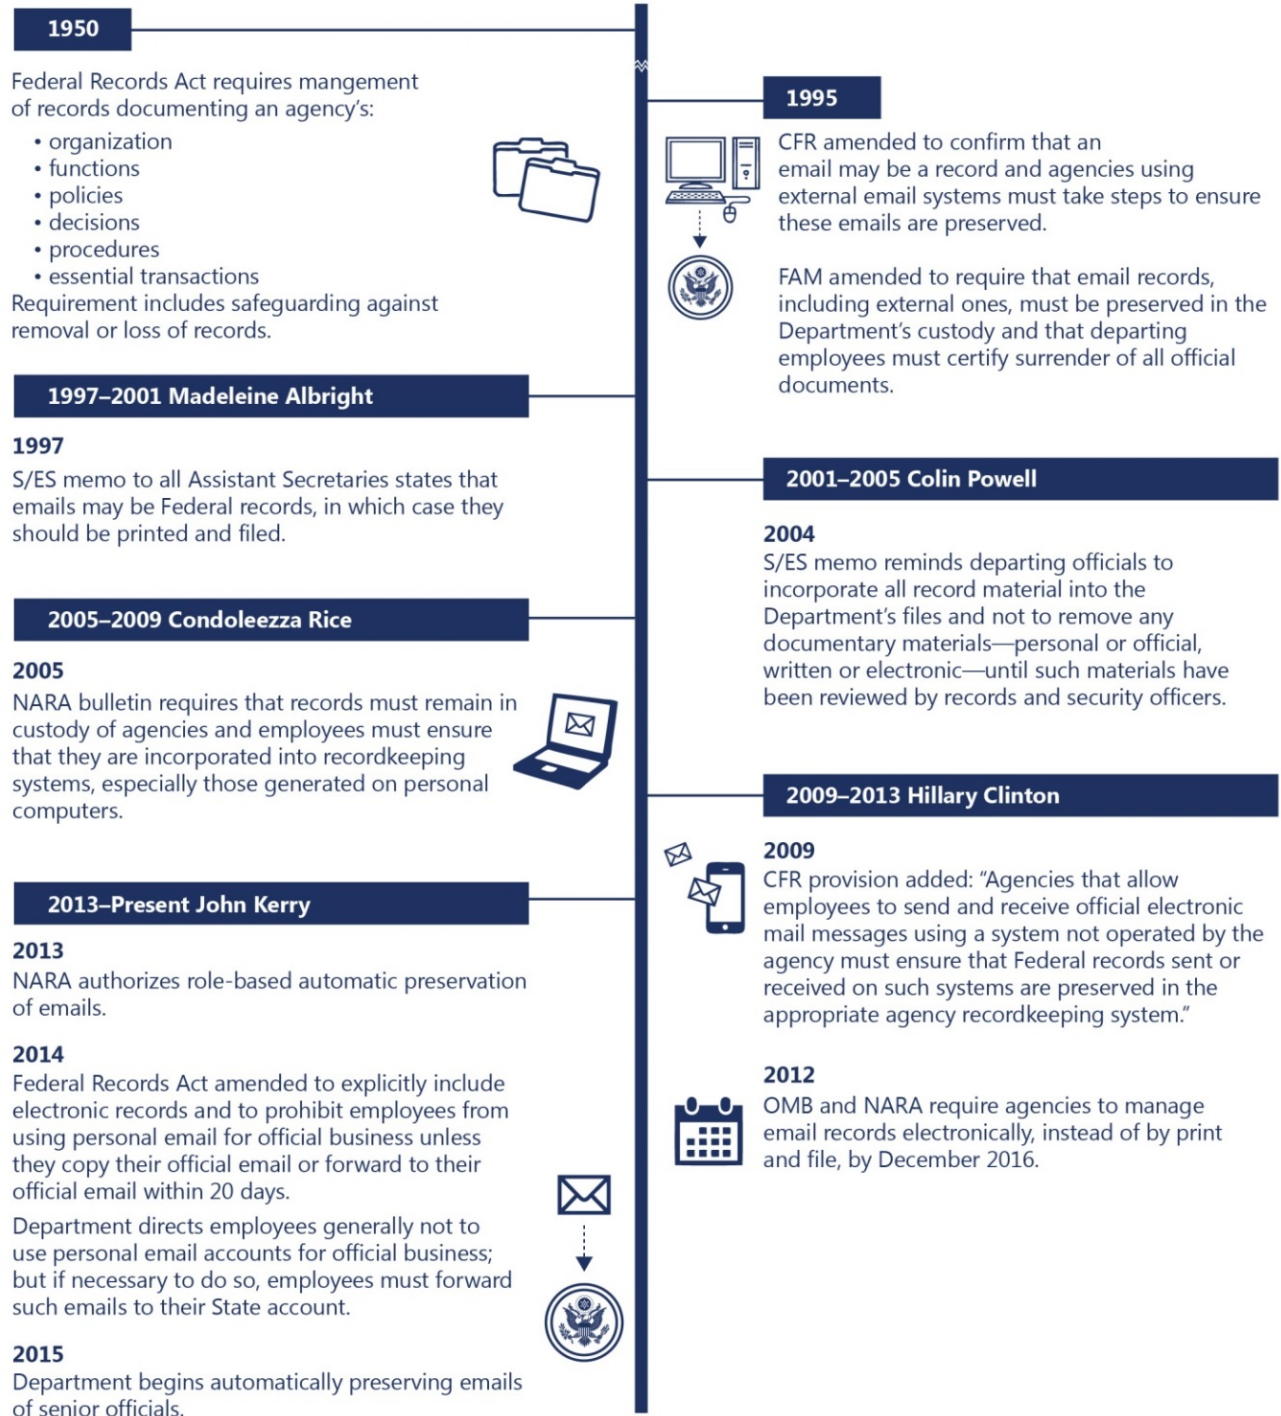 1950
Federal Records Act requires mangement
of records documenting an agency's:
• organization
• functions
• policies
• decisions
• procedures
• essential transactions
Requirement includes safeguarding against
removal or loss of records.
1995
CFR amended to confirm that an
email may be a record and agencies using
external email systems must take steps to ensure
these emails are preserved.
FAM amended to require that email records,
including external ones, must be preserved in the
Department's custody and that departing
employees must certify surrender of all official
documents.
1997–2001 Madeleine Albright
1997
S/ES memo to all Assistant Secretaries states that
emails may be Federal records, in which case they
should be printed and filed.
2001–2005 Colin Powell
2004
S/ES memo reminds departing officials to
incorporate all record material into the
Department's files and not to remove any
documentary materials—personal or official,
written or electronic—until such materials have
been reviewed by records and security officers.
2005–2009 Condoleezza Rice
2005
NARA bulletin requires that records must remain in
custody of agencies and employees must ensure
that they are incorporated into recordkeeping
systems, especially those generated on personal
computers.
2009–2013 Hillary Clinton
2009
CFR provision added: “Agencies that allow
employees to send and receive official electronic
mail messages using a system not operated by the
agency must ensure that Federal records sent or
received on such systems are preserved in the
appropriate agency recordkeeping system.”
2012
OMB and NARA require agencies to manage
email records electronically, instead of by print
and file, by December 2016.
2013–Present John Kerry
2013
NARA authorizes role-based automatic preservation
of emails.
2014
Federal Records Act amended to explicitly include
electronic records and to prohibit employees from
using personal email for official business unless
they copy their official email or forward to their
official email within 20 days.
Department directs employees generally not to
use personal email accounts for official business;
but if necessary to do so, employees must forward
such emails to their State account.
2015
Department begins automatically preserving emails
of senior officials.